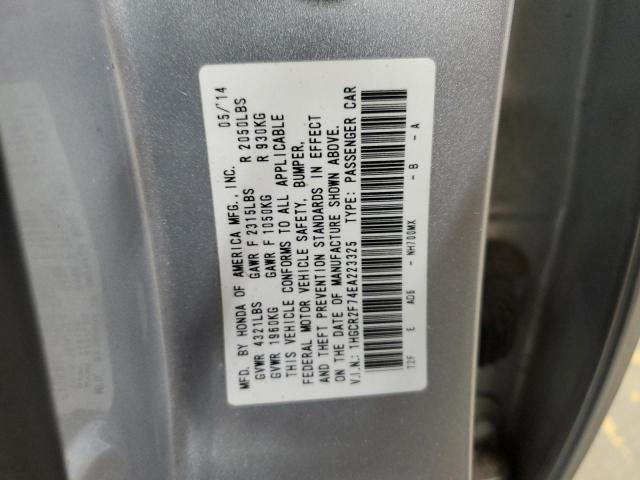 MFD. BY HONDA OF AMERICA MFG., INC. 05/14
GVWR 4321LBS GAWR F 2315LBS R 2050LBS
GVWR 1960KG GAWR F 1050KG R 930KG
THIS VEHICLE CONFORMS TO ALL APPLICABLE
FEDERAL MOTOR VEHICLE SAFETY, BUMPER,
AND THEFT PREVENTION STANDARDS IN EFFECT
ON THE DATE OF MANUFACTURE SHOWN ABOVE.
V.I.N.: 1HGCR2F74EA223325 TYPE: PASSENGER CAR
T2F E AD6 - NH700MX - B - A